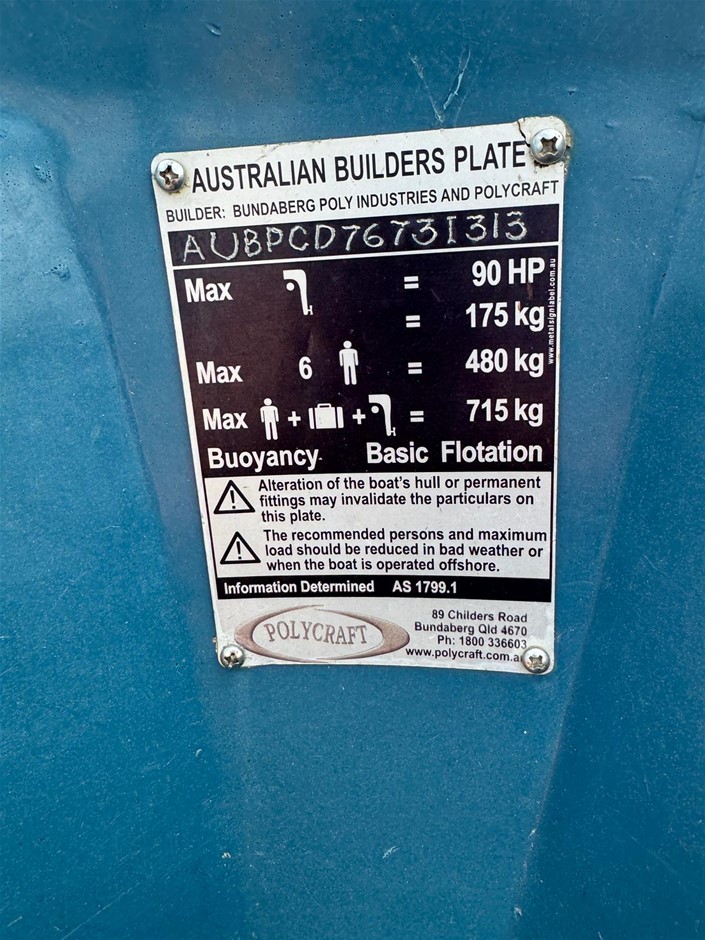 AUSTRALIAN BUILDERS PLATE
BUILDER: BUNDABERG POLY INDUSTRIES AND POLYCRAFT
AUBPCD7673I3I3
Max = 90 HP
= 175 kg
www.metalsignlabel.com.au
Max 6 = 480 kg
Max + + = 715 kg
Buoyancy Basic Flotation
Alteration of the boat's hull or permanent
fittings may invalidate the particulars on
this plate.
The recommended persons and maximum
load should be reduced in bad weather or
when the boat is operated offshore.
Information Determined AS 1799.1
POLYCRAFT
89 Childers Road
Bundaberg Qld 4670
Ph: 1800 336603
www.polycraft.com.a